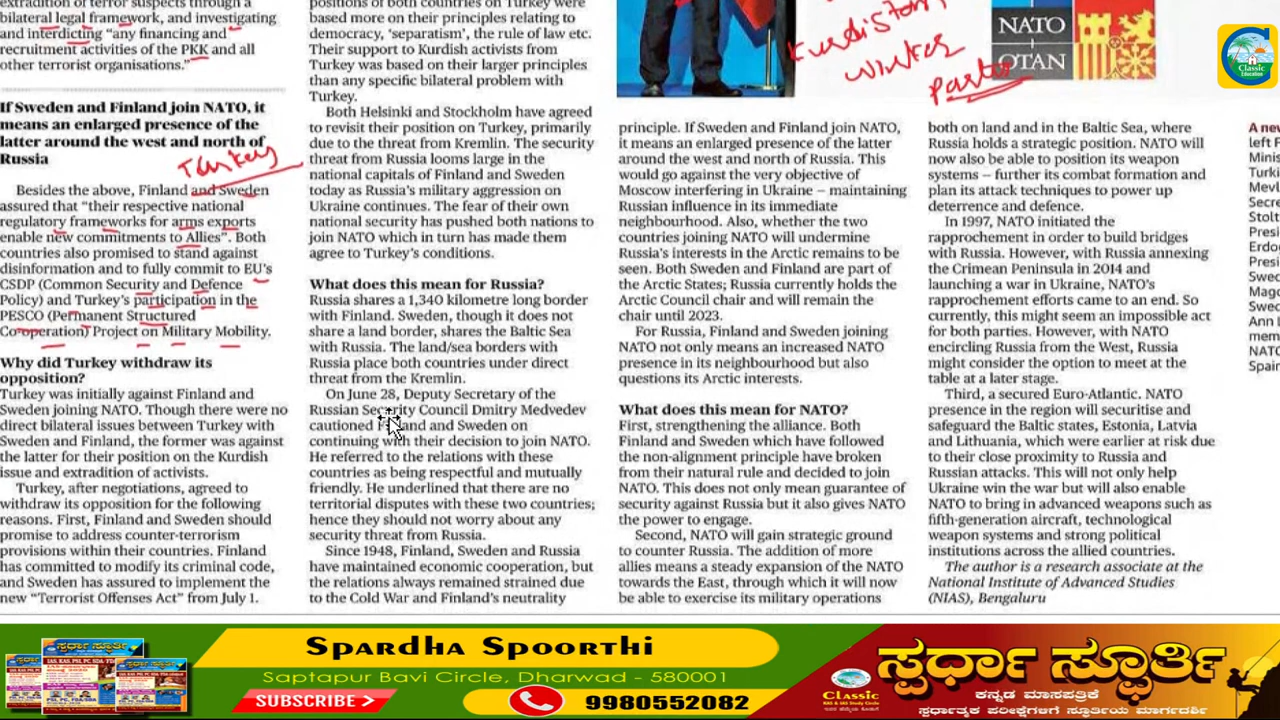 extradition of terror suspects through a
bilateral legal framework, and investigating
and interdicting “any financing and
recruitment activities of the PKK and all
other terrorist organisations.”
If Sweden and Finland join NATO, it
means an enlarged presence of the
latter around the west and north of
Russia
Turkey
Besides the above, Finland and Sweden
assured that “their respective national
regulatory frameworks for arms exports
enable new commitments to Allies”. Both
countries also promised to stand against
disinformation and to fully commit to EU’s
CSDP (Common Security and Defence
Policy) and Turkey’s participation in the
PESCO (Permanent Structured
Co-operation) Project on Military Mobility.
Why did Turkey withdraw its
opposition?
Turkey was initially against Finland and
Sweden joining NATO. Though there were no
direct bilateral issues between Turkey with
Sweden and Finland, the former was against
the latter for their position on the Kurdish
issue and extradition of activists.
Turkey, after negotiations, agreed to
withdraw its opposition for the following
reasons. First, Finland and Sweden should
promise to address counter-terrorism
provisions within their countries. Finland
has committed to modify its criminal code,
and Sweden has assured to implement the
new “Terrorist Offenses Act” from July 1.
positions of both countries on Turkey were
based more on their principles relating to
democracy, ‘separatism’, the rule of law etc.
Their support to Kurdish activists from
Turkey was based on their larger principles
than any specific bilateral problem with
Turkey.
Both Helsinki and Stockholm have agreed
to revisit their position on Turkey, primarily
due to the threat from Kremlin. The security
threat from Russia looms large in the
national capitals of Finland and Sweden
today as Russia’s military aggression on
Ukraine continues. The fear of their own
national security has pushed both nations to
join NATO which in turn has made them
agree to Turkey’s conditions.
What does this mean for Russia?
Russia shares a 1,340 kilometre long border
with Finland. Sweden, though it does not
share a land border, shares the Baltic Sea
with Russia. The land/sea borders with
Russia place both countries under direct
threat from the Kremlin.
On June 28, Deputy Secretary of the
Russian Security Council Dmitry Medvedev
cautioned Finland and Sweden on
continuing with their decision to join NATO.
He referred to the relations with these
countries as being respectful and mutually
friendly. He underlined that there are no
territorial disputes with these two countries;
hence they should not worry about any
security threat from Russia.
Since 1948, Finland, Sweden and Russia
have maintained economic cooperation, but
the relations always remained strained due
to the Cold War and Finland’s neutrality
Kurdistan
winter
party
NATO
OTAN
principle. If Sweden and Finland join NATO,
it means an enlarged presence of the latter
around the west and north of Russia. This
would go against the very objective of
Moscow interfering in Ukraine – maintaining
Russian influence in its immediate
neighbourhood. Also, whether the two
countries joining NATO will undermine
Russia’s interests in the Arctic remains to be
seen. Both Sweden and Finland are part of
the Arctic States; Russia currently holds the
Arctic Council chair and will remain the
chair until 2023.
For Russia, Finland and Sweden joining
NATO not only means an increased NATO
presence in its neighbourhood but also
questions its Arctic interests.
What does this mean for NATO?
First, strengthening the alliance. Both
Finland and Sweden which have followed
the non-alignment principle have broken
from their natural rule and decided to join
NATO. This does not only mean guarantee of
security against Russia but it also gives NATO
the power to engage.
Second, NATO will gain strategic ground
to counter Russia. The addition of more
allies means a steady expansion of the NATO
towards the East, through which it will now
be able to exercise its military operations
both on land and in the Baltic Sea, where
Russia holds a strategic position. NATO will
now also be able to position its weapon
systems – further its combat formation and
plan its attack techniques to power up
deterrence and defence.
In 1997, NATO initiated the
rapprochement in order to build bridges
with Russia. However, with Russia annexing
the Crimean Peninsula in 2014 and
launching a war in Ukraine, NATO’s
rapprochement efforts came to an end. So
currently, this might seem an impossible act
for both parties. However, with NATO
encircling Russia from the West, Russia
might consider the option to meet at the
table at a later stage.
Third, a secured Euro-Atlantic. NATO
presence in the region will securitise and
safeguard the Baltic states, Estonia, Latvia
and Lithuania, which were earlier at risk due
to their close proximity to Russia and
Russian attacks. This will not only help
Ukraine win the war but will also enable
NATO to bring in advanced weapons such as
fifth-generation aircraft, technological
weapon systems and strong political
institutions across the allied countries.
The author is a research associate at the
National Institute of Advanced Studies
(NIAS), Bengaluru
A new
left F
Minis
Turki
Mevl
Secre
Stolt
Presi
Erdo
Presi
Swed
Magd
Swed
Ann L
mem
NATO
Spain
Classic
Education
Spardha Spoorthi
Saptapur Bavi Circle, Dharwad - 580001
SUBSCRIBE
9980552082
Classic
ಸ್ಪರ್ಧಾ ಸ್ಫೂರ್ತಿ
ಕನ್ನಡ ಮಾಸಪತ್ರಿಕೆ
ಸ್ಪರ್ಧಾತ್ಮಕ ಪರೀಕ್ಷೆಗಳಿಗೆ ಸ್ಫೂರ್ತಿಯ ಮಾರ್ಗದರ್ಶಿ